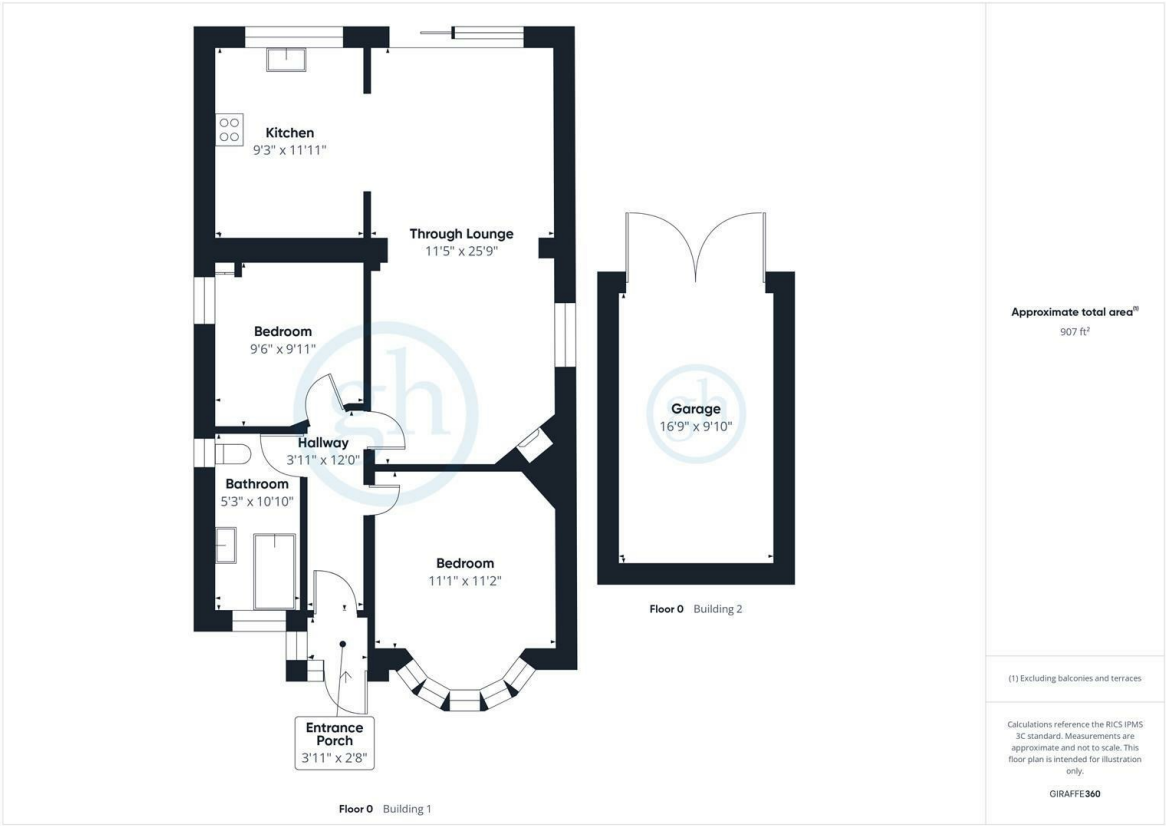 Kitchen
9'3" x 11'11"
Through Lounge
11'5" x 25'9"
Bedroom
9'6" x 9'11"
gh
Hallway
3'11" x 12'0"
Bathroom
5'3" x 10'10"
Bedroom
11'1" x 11'2"
Entrance
Porch
3'11" x 2'8"
Floor 0 Building 1
gh
Garage
16'9" x 9'10"
Floor 0 Building 2
Approximate total area(1)
907 ft²
(1) Excluding balconies and terraces
Calculations reference the RICS IPMS
3C standard. Measurements are
approximate and not to scale. This
floor plan is intended for illustration
only.
GIRAFFE360